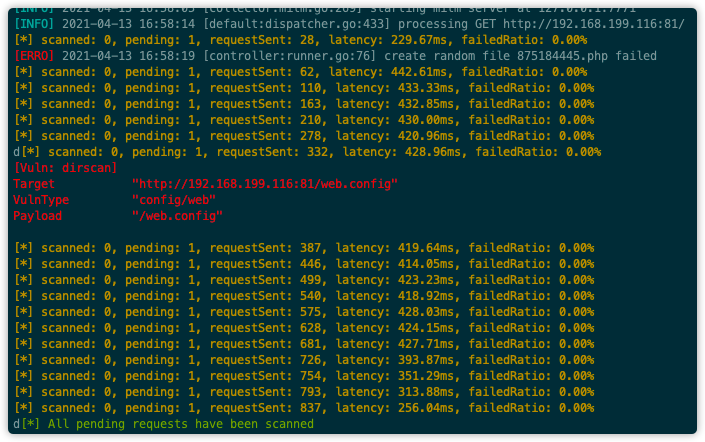 [INFO] 2021-04-13 16:58:05 [collector:mitm.go:209] starting mitm server at 127.0.0.1:7771
[INFO] 2021-04-13 16:58:14 [default:dispatcher.go:433] processing GET http://192.168.199.116:81/
[*] scanned: 0, pending: 1, requestSent: 28, latency: 229.67ms, failedRatio: 0.00%
[ERRO] 2021-04-13 16:58:19 [controller:runner.go:76] create random file 875184445.php failed
[*] scanned: 0, pending: 1, requestSent: 62, latency: 442.61ms, failedRatio: 0.00%
[*] scanned: 0, pending: 1, requestSent: 110, latency: 433.33ms, failedRatio: 0.00%
[*] scanned: 0, pending: 1, requestSent: 163, latency: 432.85ms, failedRatio: 0.00%
[*] scanned: 0, pending: 1, requestSent: 210, latency: 430.00ms, failedRatio: 0.00%
[*] scanned: 0, pending: 1, requestSent: 278, latency: 420.96ms, failedRatio: 0.00%
d[*] scanned: 0, pending: 1, requestSent: 332, latency: 428.96ms, failedRatio: 0.00%
[Vuln: dirscan]
Target "http://192.168.199.116:81/web.config"
VulnType "config/web"
Payload "/web.config"
[*] scanned: 0, pending: 1, requestSent: 387, latency: 419.64ms, failedRatio: 0.00%
[*] scanned: 0, pending: 1, requestSent: 446, latency: 414.05ms, failedRatio: 0.00%
[*] scanned: 0, pending: 1, requestSent: 499, latency: 423.23ms, failedRatio: 0.00%
[*] scanned: 0, pending: 1, requestSent: 540, latency: 418.92ms, failedRatio: 0.00%
[*] scanned: 0, pending: 1, requestSent: 575, latency: 428.03ms, failedRatio: 0.00%
[*] scanned: 0, pending: 1, requestSent: 628, latency: 424.15ms, failedRatio: 0.00%
[*] scanned: 0, pending: 1, requestSent: 681, latency: 427.71ms, failedRatio: 0.00%
[*] scanned: 0, pending: 1, requestSent: 726, latency: 393.87ms, failedRatio: 0.00%
[*] scanned: 0, pending: 1, requestSent: 754, latency: 351.29ms, failedRatio: 0.00%
[*] scanned: 0, pending: 1, requestSent: 793, latency: 313.88ms, failedRatio: 0.00%
[*] scanned: 0, pending: 1, requestSent: 837, latency: 256.04ms, failedRatio: 0.00%
d[*] All pending requests have been scanned